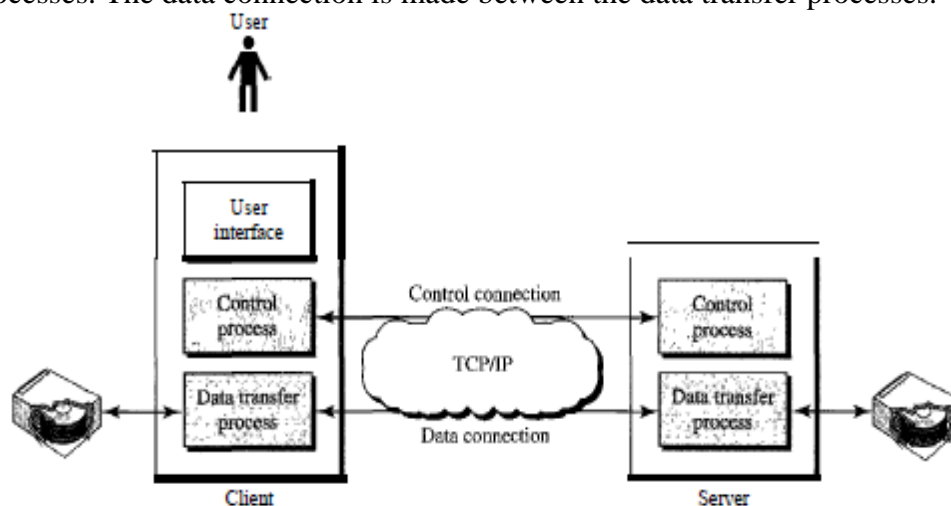 ocesses. The data connection is made between the data transfer processes.
User
User
interface
Control
process
Data transfer
process
Client
Control connection
TCP/IP
Data connection
Control
process
Data transfer
process
Server